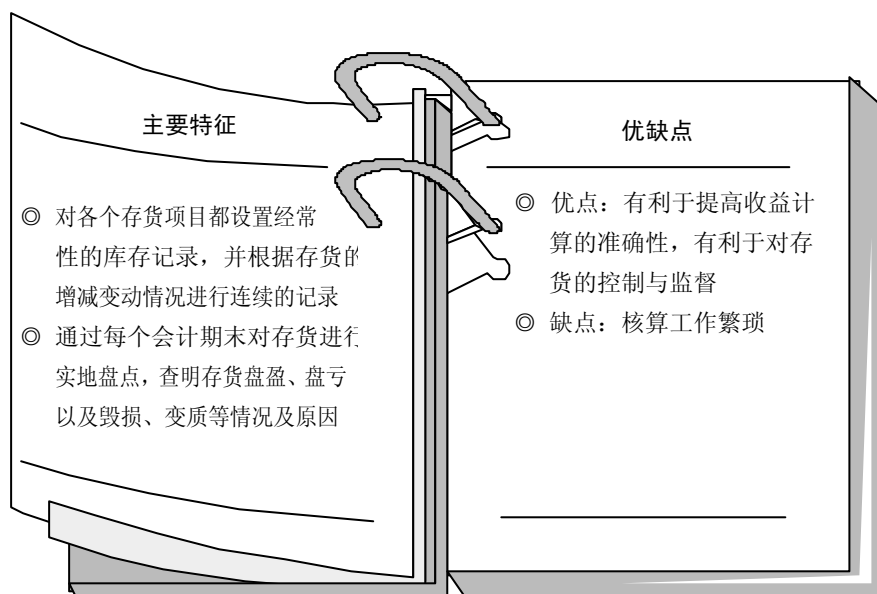 主要特征
◎ 对各个存货项目都设置经常
性的库存记录，并根据存货的
增减变动情况进行连续的记录
◎ 通过每个会计期末对存货进行
实地盘点，查明存货盘盈、盘亏
以及毁损、变质等情况及原因
优缺点
◎ 优点：有利于提高收益计
算的准确性，有利于对存
货的控制与监督
◎ 缺点：核算工作繁琐